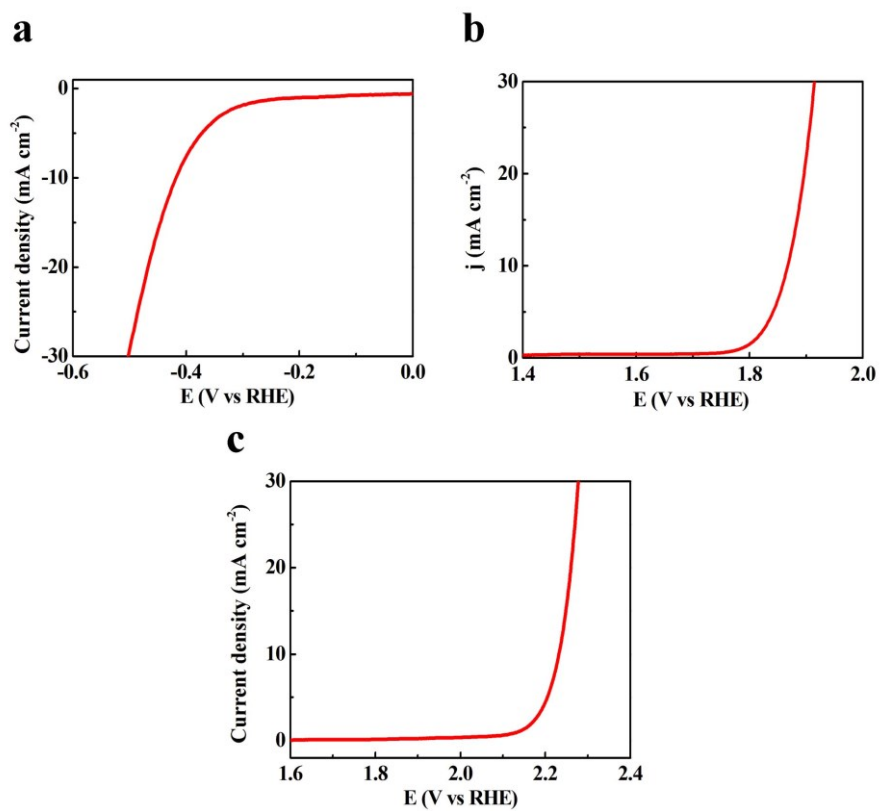 a
0
-10
-20
-30
-0.6
-0.4
-0.2
0.0
Current density (mA cm⁻²)
E (V vs RHE)
b
30
20
10
0
1.4
1.6
1.8
2.0
j (mA cm⁻²)
E (V vs RHE)
c
30
20
10
0
1.6
1.8
2.0
2.2
2.4
Current density (mA cm⁻²)
E (V vs RHE)